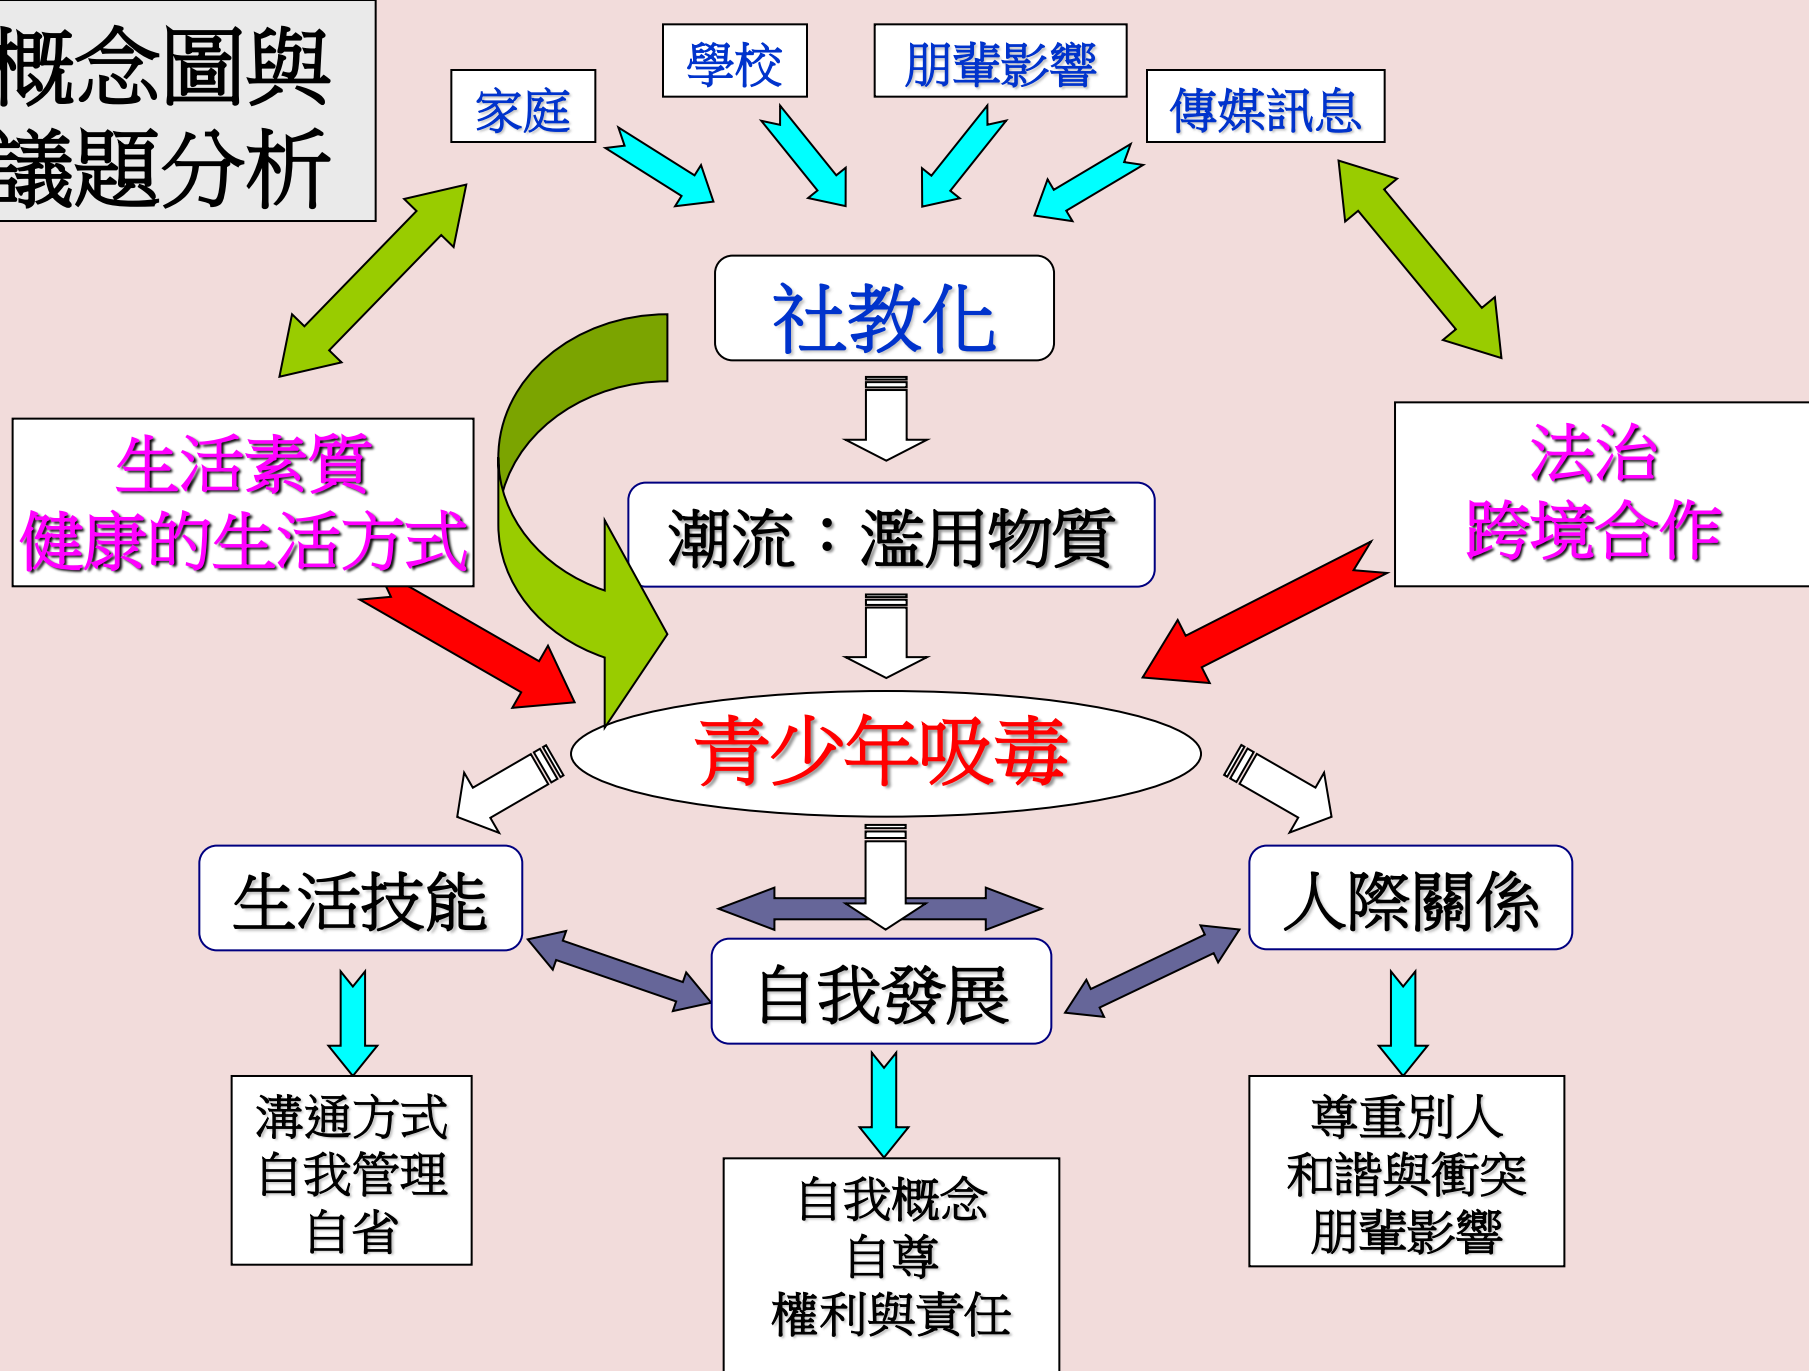 概念圖與
議題分析
家庭
學校
朋輩影響
傳媒訊息
社教化
生活素質
健康的生活方式
法治
跨境合作
潮流：濫用物質
青少年吸毒
生活技能
自我發展
人際關係
溝通方式
自我管理
自省
自我概念
自尊
權利與責任
尊重別人
和諧與衝突
朋輩影響